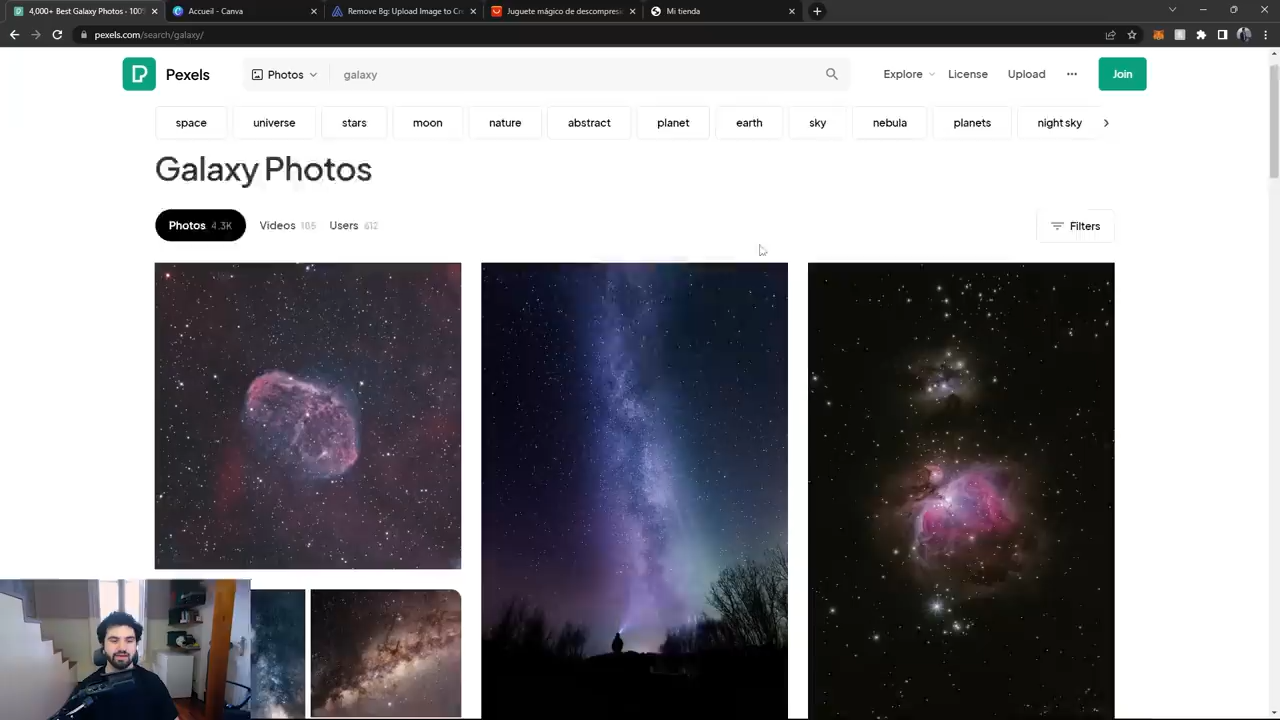 4,000+ Best Galaxy Photos · 100%
Accueil - Canva
Remove Bg: Upload Image to Cr
Juguete mágico de descompresi
Mi tienda
pexels.com/search/galaxy/
Pexels
Photos
galaxy
Explore
License
Upload
Join
space
universe
stars
moon
nature
abstract
planet
earth
sky
nebula
planets
night sky
Galaxy Photos
Photos 4.3K
Videos 185
Users 612
Filters